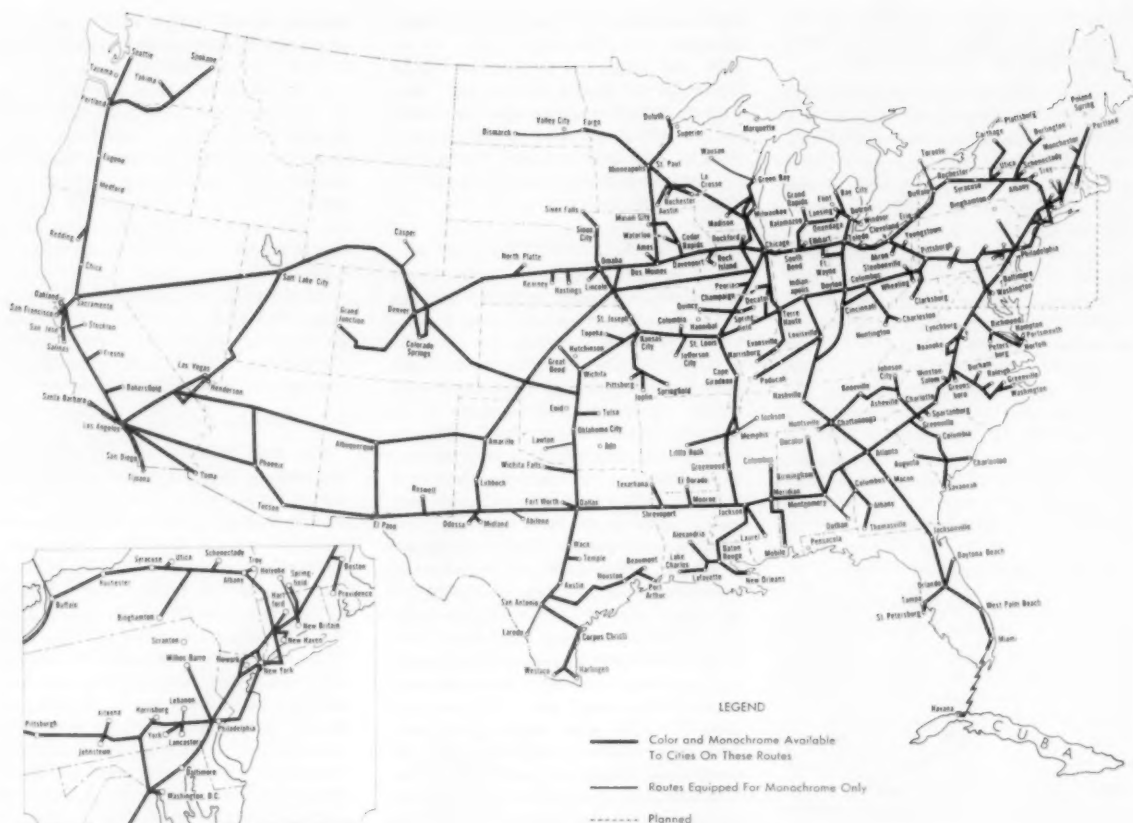 Seattle
Spokane
Tacoma
Yakima
Portland
Eugene
Medford
Redding
Chico
Oakland
San Francisco
Sacramento
San Jose
Stockton
Salinas
Fresno
Bakersfield
Santa Barbara
Los Angeles
San Diego
Tijuana
Yuma
Las Vegas
Henderson
Phoenix
Tucson
Salt Lake City
Casper
Grand Junction
Denver
Colorado Springs
Albuquerque
El Paso
Roswell
Amarillo
Lubbock
Odessa
Midland
Abilene
Bismarck
Valley City
Fargo
Duluth
Superior
Minneapolis
St. Paul
Marquette
Wausau
Green Bay
La Crosse
Rochester
Austin
Mason City
Sioux Falls
Sioux City
Waterloo
Ames
Cedar Rapids
Madison
Milwaukee
Rockford
Chicago
North Platte
Kearney
Hastings
Omaha
Lincoln
Des Moines
Davenport
Rock Island
Peoria
Quincy
Champaign
Decatur
Springfield
St. Joseph
Topeka
Columbia
Hannibal
Kansas City
St. Louis
Jefferson City
Hutchinson
Great Bend
Wichita
Pittsburg
Joplin
Springfield
Cape Girardeau
Harrisburg
Paducah
Enid
Tulsa
Oklahoma City
Ada
Lawton
Wichita Falls
Fort Worth
Dallas
Waco
Temple
Austin
San Antonio
Laredo
Corpus Christi
Weslaco
Harlingen
Houston
Beaumont
Port Arthur
Texarkana
El Dorado
Shreveport
Monroe
Little Rock
Memphis
Jackson
Greenwood
Columbus
Jackson
Meridian
Laurel
Alexandria
Lake Charles
Lafayette
Baton Rouge
New Orleans
Mobile
Pensacola
Birmingham
Decatur
Huntsville
Montgomery
Columbus
Albany
Dothan
Thomasville
Grand Rapids
Kalamazoo
Lansing
Flint
Bay City
Detroit
Windsor
Onondaga
South Bend
Elkhart
Ft. Wayne
Toledo
Cleveland
Erie
Youngstown
Akron
Pittsburgh
Steubenville
Wheeling
Clarksburg
Indianapolis
Dayton
Columbus
Terre Haute
Cincinnati
Evansville
Louisville
Huntington
Charleston
Nashville
Chattanooga
Booneville
Johnson City
Asheville
Charlotte
Winston Salem
Greensboro
Durham
Raleigh
Greenville
Washington
Spartanburg
Greenville
Columbia
Charleston
Savannah
Augusta
Atlanta
Macon
Jacksonville
Daytona Beach
Orlando
Tampa
St. Petersburg
West Palm Beach
Miami
Havana
CUBA
Toronto
Buffalo
Rochester
Syracuse
Binghamton
Utica
Carthage
Plattsburg
Burlington
Schenectady
Albany
Troy
Manchester
Poland Spring
Portland
Philadelphia
Baltimore
Washington
Lynchburg
Roanoke
Richmond
Petersburg
Hampton
Portsmouth
Norfolk
Buffalo
Rochester
Syracuse
Utica
Schenectady
Troy
Albany
Holyoke
Springfield
Hartford
Boston
Providence
New Britain
New Haven
Binghamton
Scranton
Wilkes Barre
Newark
New York
Pittsburgh
Altoona
Johnstown
Harrisburg
Lebanon
York
Lancaster
Philadelphia
Baltimore
Washington, D.C.
LEGEND
Color and Monochrome Available
To Cities On These Routes
Routes Equipped For Monochrome Only
Planned